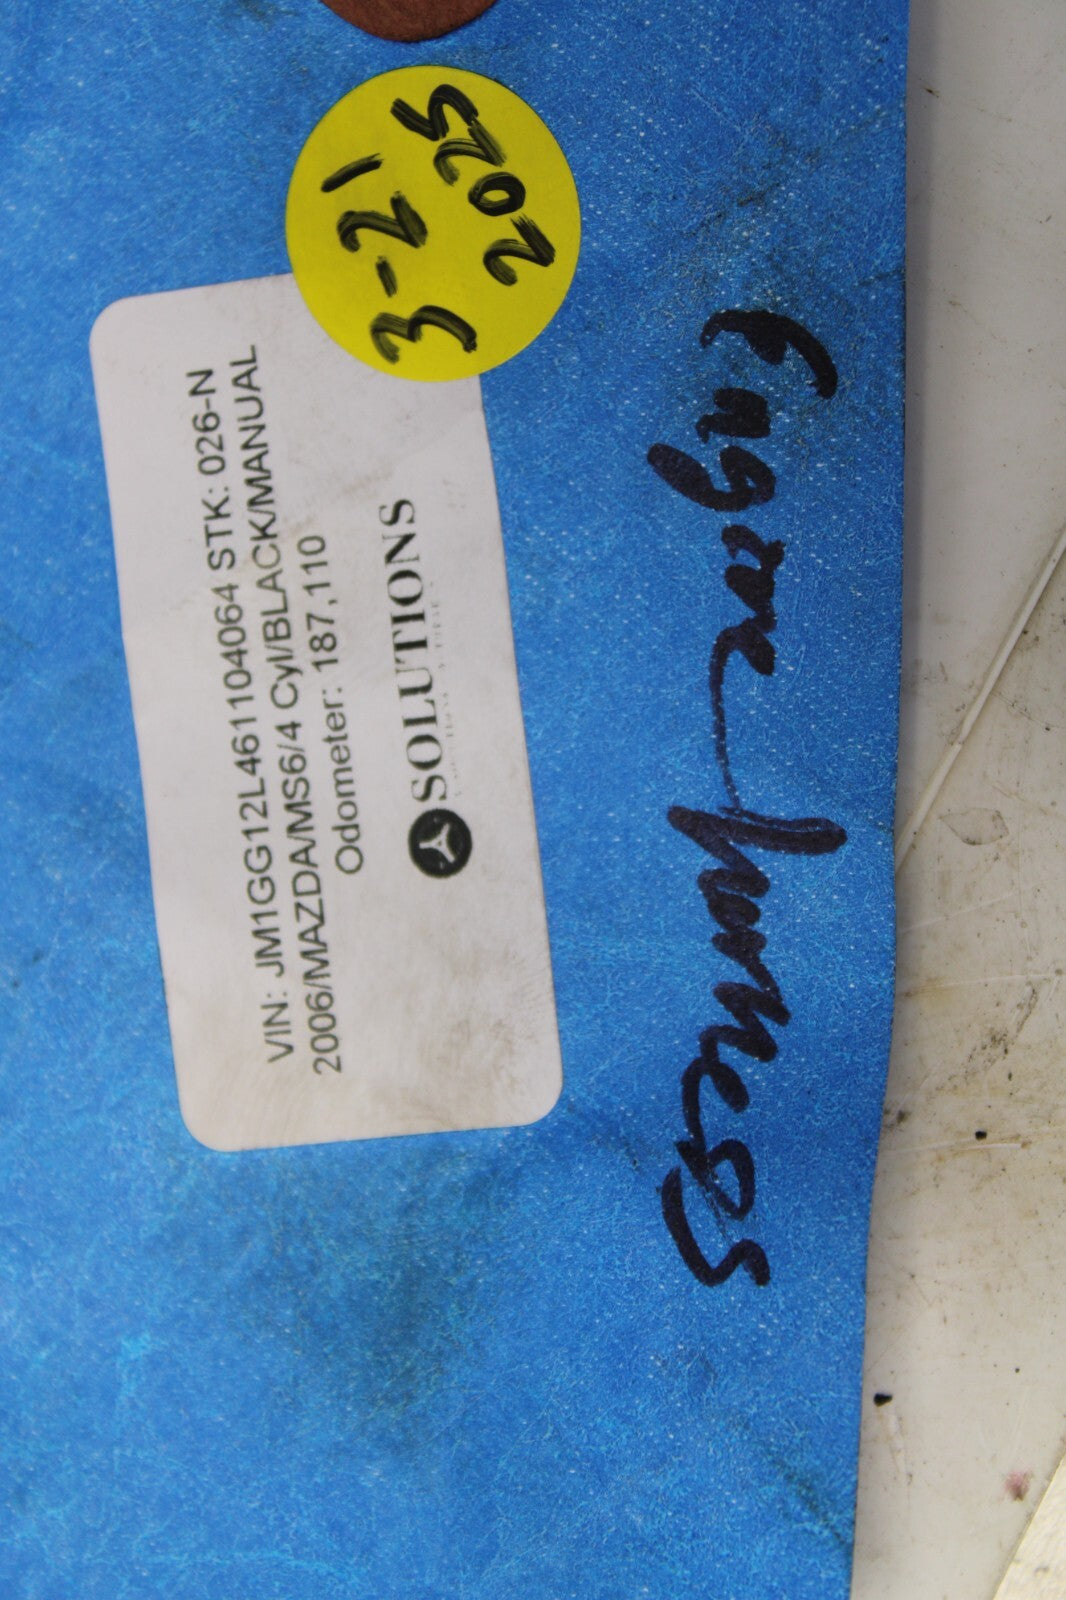 3-21
2025
VIN: JM1GG12L461104064 STK: 026-N
2006/MAZDA/MS6/4 Cyl/BLACK/MANUAL
Odometer: 187,110
SOLUTIONS
Engine harness